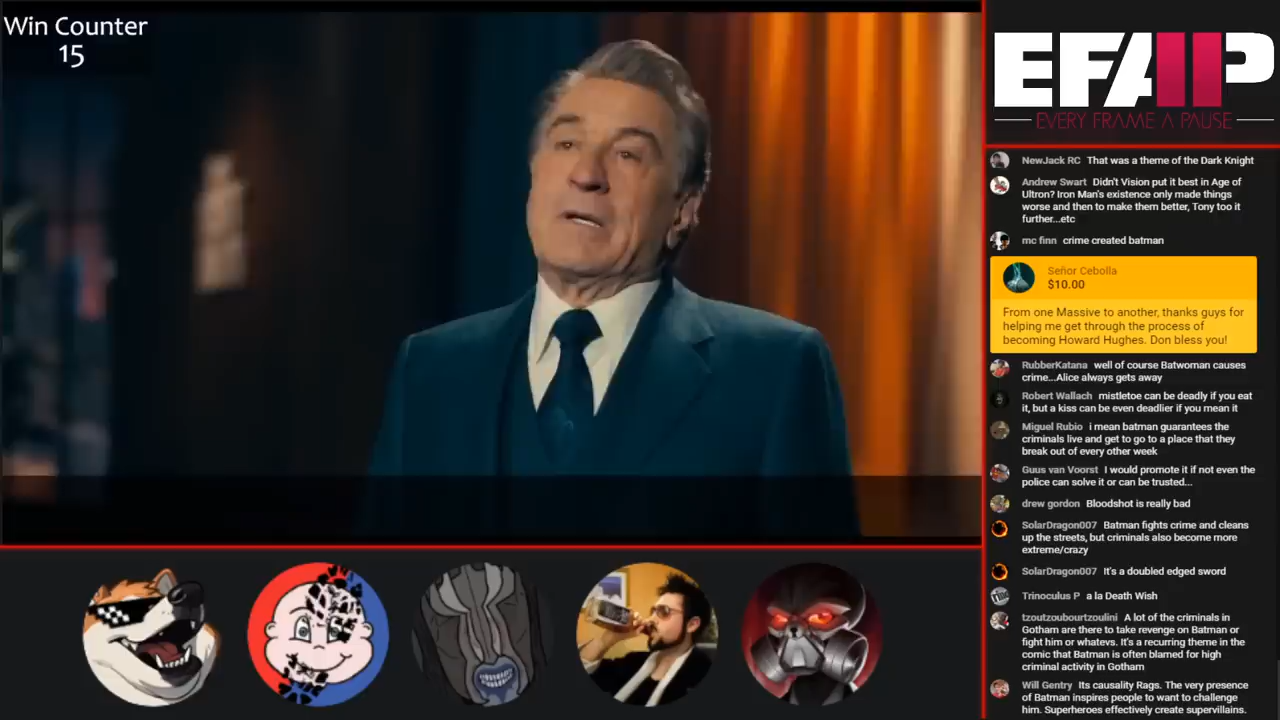 Win Counter
15
EFAP
EVERY FRAME A PAUSE
NewJack RC That was a theme of the Dark Knight
Andrew Swart Didn't Vision put it best in Age of
Ultron? Iron Man's existence only made things
worse and then to make them better, Tony too it
further...etc
mc finn crime created batman
Señor Cebolla
$10.00
From one Massive to another, thanks guys for
helping me get through the process of
becoming Howard Hughes. Don bless you!
RubberKatana well of course Batwoman causes
crime...Alice always gets away
Robert Wallach mistletoe can be deadly if you eat
it, but a kiss can be even deadlier if you mean it
Miguel Rubio i mean batman guarantees the
criminals live and get to go to a place that they
break out of every other week
Guus van Voorst I would promote it if not even the
police can solve it or can be trusted...
drew gordon Bloodshot is really bad
SolarDragon007 Batman fights crime and cleans
up the streets, but criminals also become more
extreme/crazy
SolarDragon007 It's a doubled edged sword
Trinoculus P a la Death Wish
tzoutzoubourtzoulini A lot of the criminals in
Gotham are there to take revenge on Batman or
fight him or whatevs. It's a recurring theme in the
comic that Batman is often blamed for high
criminal activity in Gotham
Will Gentry Its causality Rags. The very presence
of Batman inspires people to want to challenge
him. Superheroes effectively create supervillains.